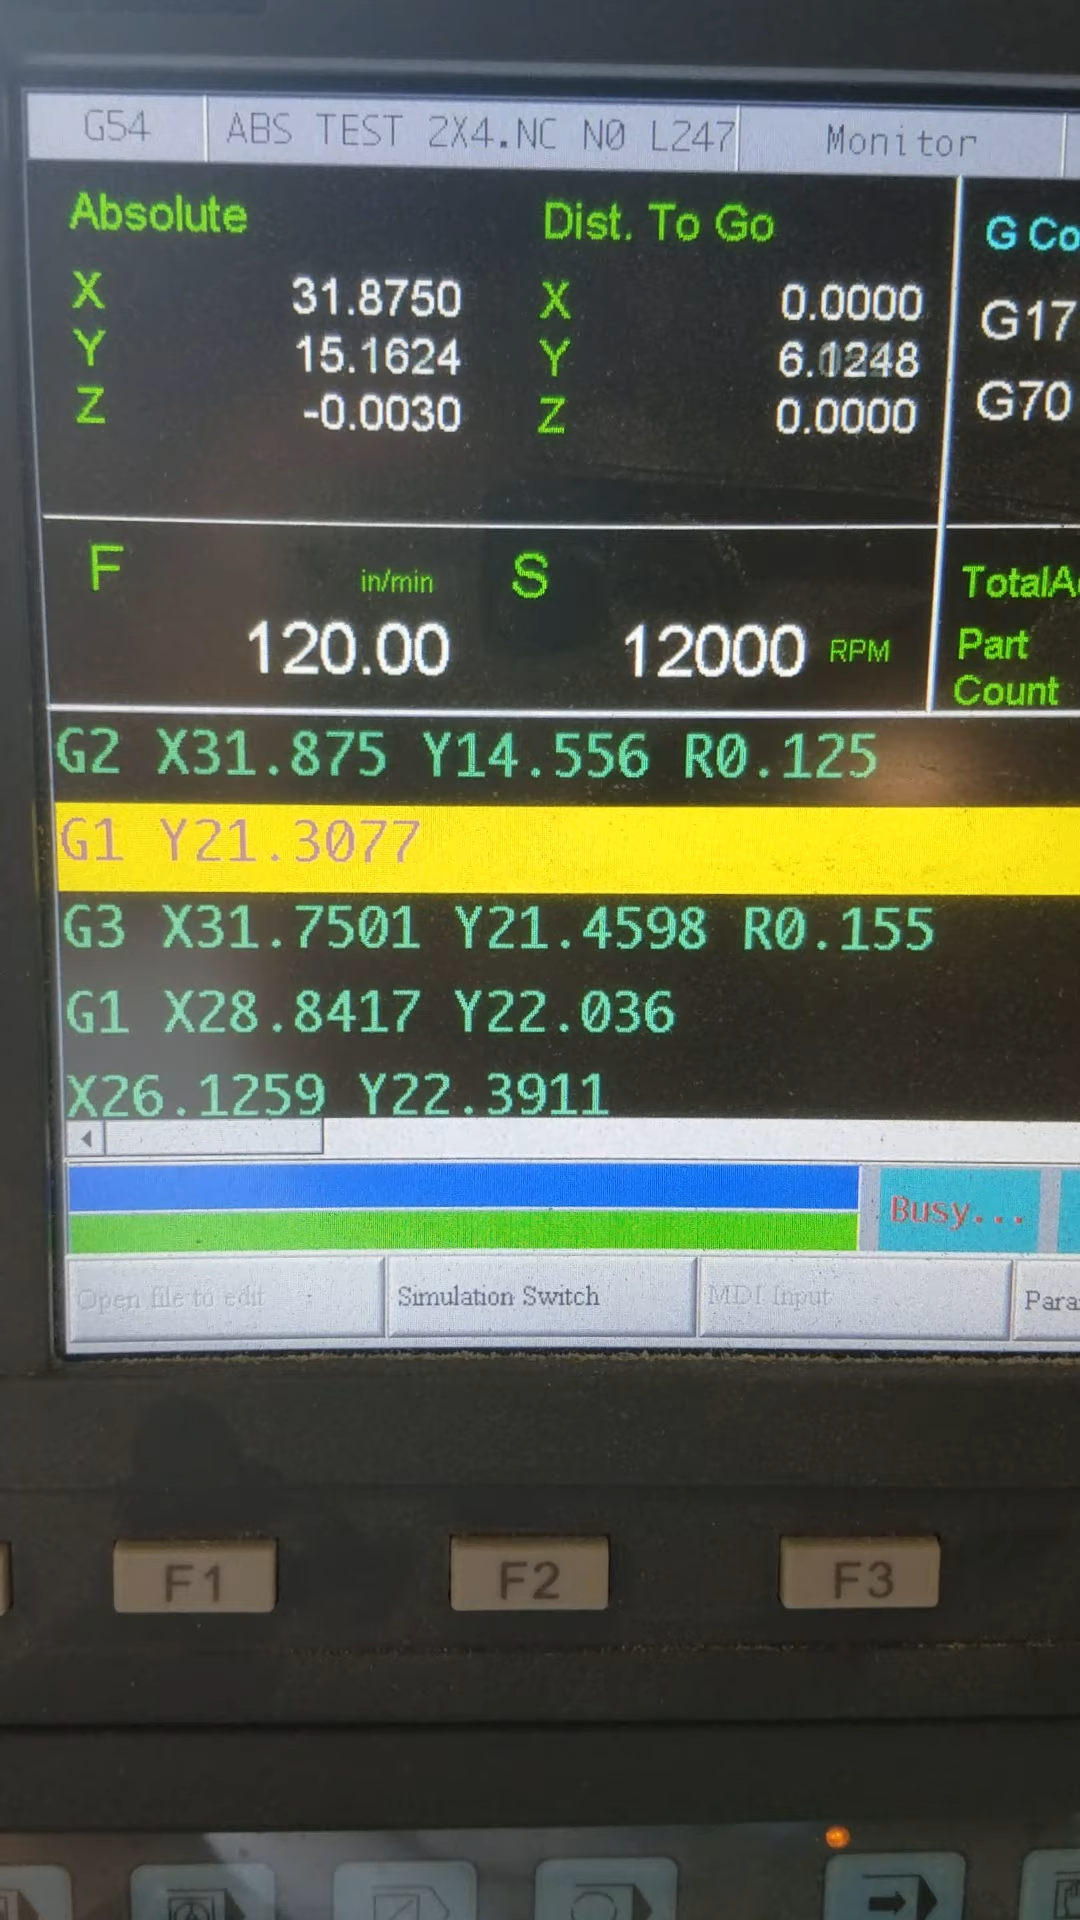 G54 ABS TEST 2X4.NC N0 L247 Monitor
Absolute Dist. To Go G Co
X 31.8750 X 0.0000 G17
Y 15.1624 Y 6.1248
Z -0.0030 Z 0.0000 G70
F in/min S TotalA
120.00 12000 RPM Part
Count
G2 X31.875 Y14.556 R0.125
G1 Y21.3077
G3 X31.7501 Y21.4598 R0.155
G1 X28.8417 Y22.036
X26.1259 Y22.3911
Busy...
Open file to edit Simulation Switch MDI Input Para
F1 F2 F3